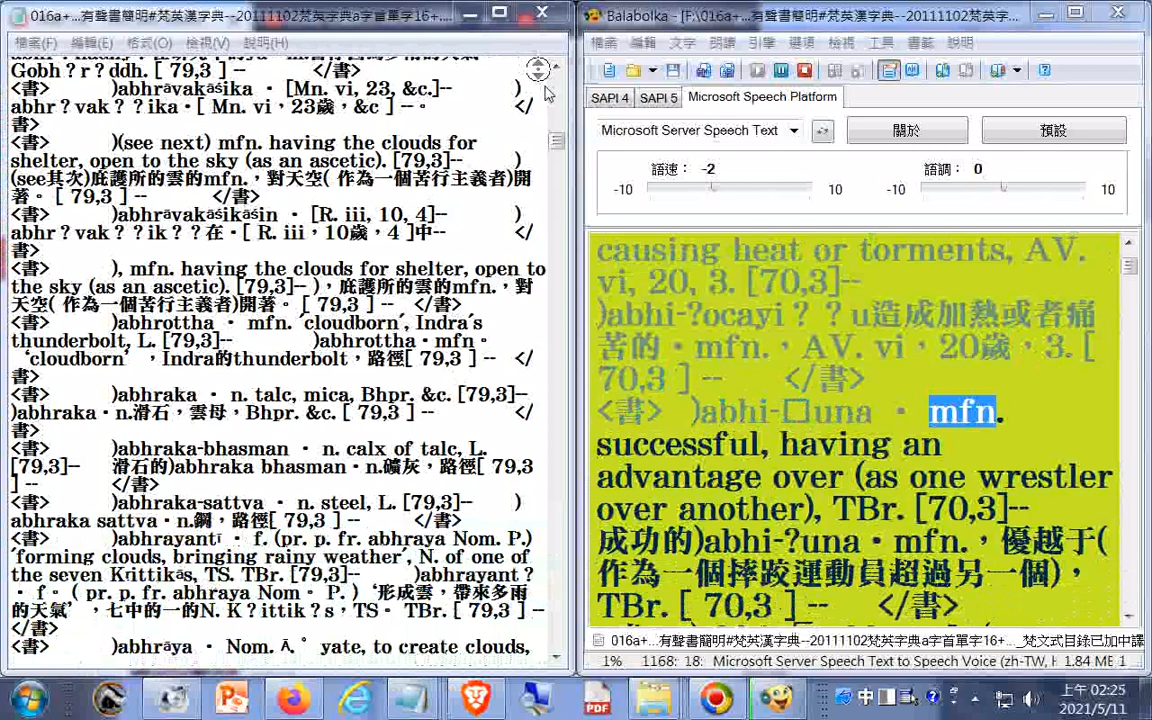 016a+...有聲書簡明#梵英漢字典--20111102梵英字典a字首單字16+...
檔案(F) 編輯(E) 格式(O) 檢視(V) 說明(H)
Gobh ? r ? ddh. [ 79,3 ] -- </書>
<書> )abhrāvakāśika ・ [Mn. vi, 23, &c.]-- )
abhr ? vak ? ? ika・[ Mn. vi，23歲，&c ] --。 </
書>
<書> )(see next) mfn. having the clouds for
shelter, open to the sky (as an ascetic). [79,3]-- )
(see其次)庇護所的雲的mfn.，對天空( 作為一個苦行主義者)開
著。 [ 79,3 ] -- </書>
<書> )abhrāvakāśikāśin ・ [R. iii, 10, 4]-- )
abhr ? vak ? ? ik ? ?在・[ R. iii，10歲，4 ]中--
書>
<書> ), mfn. having the clouds for shelter, open to
the sky (as an ascetic). [79,3]-- )，庇護所的雲的mfn.，對
天空( 作為一個苦行主義者)開著。 [ 79,3 ] -- </書>
<書> )abhrottha ・ mfn. 'cloudborn', Indra's
thunderbolt, L. [79,3]-- )abhrottha・mfn。
‘cloudborn’，Indra的thunderbolt，路徑[ 79,3 ] -- </
書>
<書> )abhraka ・ n. talc, mica, Bhpr. &c. [79,3]--
)abhraka・n.滑石，雲母，Bhpr. &c. [ 79,3 ] -- </
書>
<書> )abhraka-bhasman ・ n. calx of talc, L.
[79,3]-- 滑石的)abhraka bhasman・n.礦灰，路徑[ 79,3
] -- </書>
<書> )abhraka-sattva ・ n. steel, L. [79,3]-- )
abhraka sattva・n.鋼，路徑[ 79,3 ] -- </書>
<書> )abhrayantī ・ f. (pr. p. fr. abhraya Nom. P.)
'forming clouds, bringing rainy weather', N. of one of
the seven Kṛittikās, TS. TBr. [79,3]-- )abhrayant ?
・ f。( pr. p. fr. abhraya Nom。 P. )‘形成雲，帶來多雨
的天氣’，七中的一的N. K ? ittik ? s，TS。 TBr. [ 79,3 ] --
</書>
<書> )abhrāya ・ Nom. Ā.° yate, to create clouds,
Balabolka - [F:\016a+...有聲書簡明#梵英漢字典--20111102梵英字...
檔案 編輯 文字 朗讀 引擎 選項 檢視 工具 書籤 說明
SAPI 4 SAPI 5 Microsoft Speech Platform
Microsoft Server Speech Text 關於 預設
語速： -2 語調： 0
-10 10 -10 10
causing heat or torments, AV.
vi, 20, 3. [70,3]--
)abhi-?ocayi ? ? u造成加熱或者痛
苦的・mfn.，AV. vi，20歲，3. [
70,3 ] -- </書>
<書> )abhi-□una ・ mfn.
successful, having an
advantage over (as one wrestler
over another), TBr. [70,3]--
成功的)abhi-?una・mfn.，優越于(
作為一個摔跤運動員超過另一個)，
TBr. [ 70,3 ] -- </書>
016a+...有聲書簡明#梵英漢字典--20111102梵英字典a字首單字16+..._梵文式目錄已加中譯
1% 1168: 18: Microsoft Server Speech Text to Speech Voice (zh-TW, H 1.84 ME 1
中
上午 02:25
2021/5/11